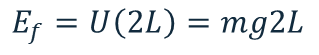 E_f = U(2L) = mg2L